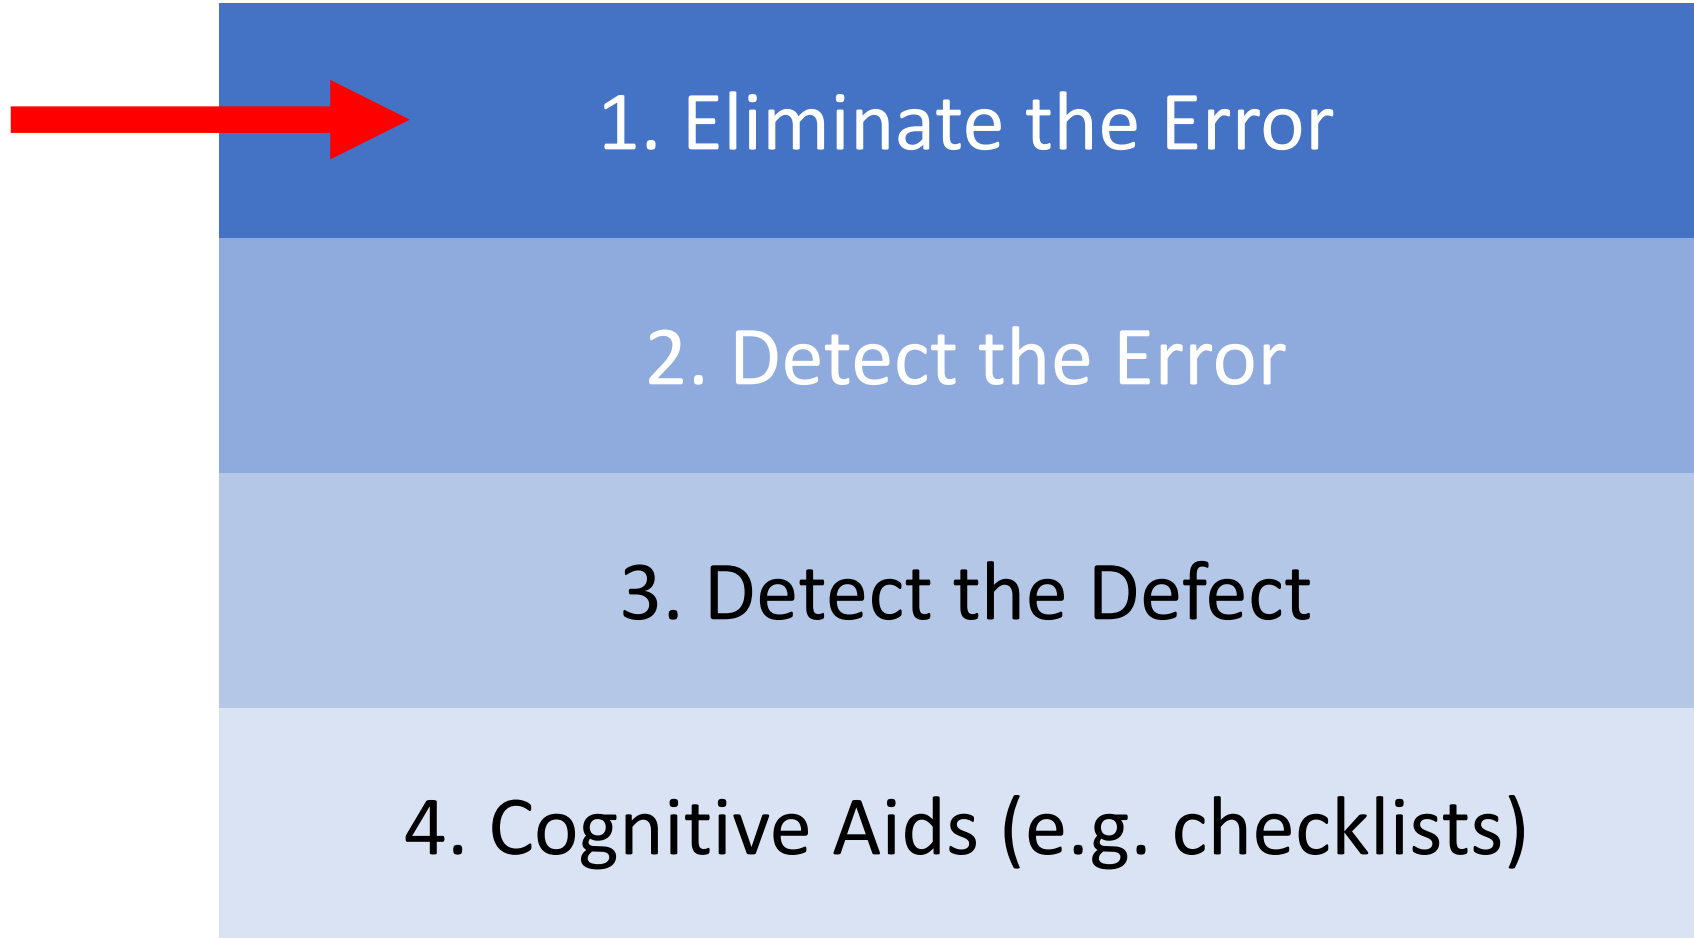 1. Eliminate the Error
2. Detect the Error
3. Detect the Defect
4. Cognitive Aids (e.g. checklists)